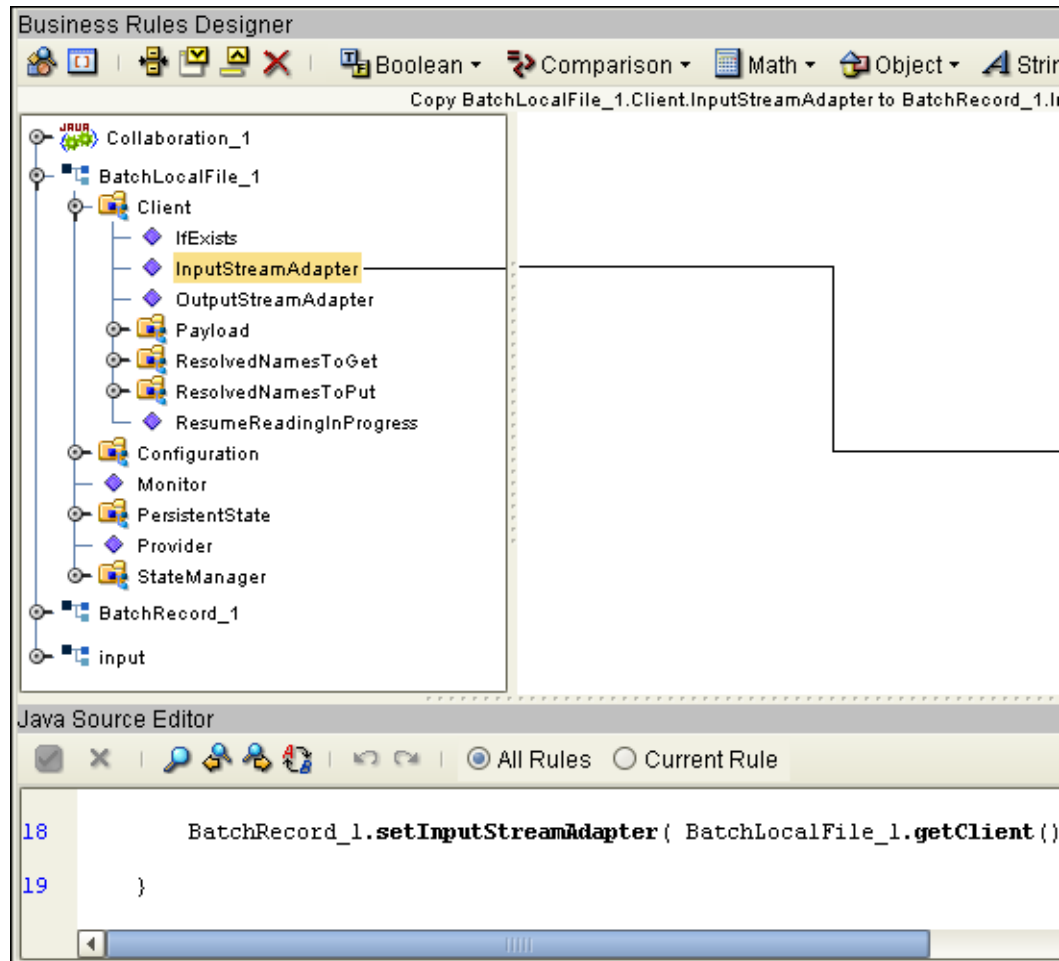 Business Rules Designer
Boolean Comparison Math Object Strin
Copy BatchLocalFile_1.Client.InputStreamAdapter to BatchRecord_1.I
JAVA Collaboration_1
BatchLocalFile_1
Client
IfExists
InputStreamAdapter
OutputStreamAdapter
Payload
ResolvedNamesToGet
ResolvedNamesToPut
ResumeReadingInProgress
Configuration
Monitor
PersistentState
Provider
StateManager
BatchRecord_1
input
Java Source Editor
All Rules Current Rule
18 BatchRecord_1.setInputStreamAdapter( BatchLocalFile_1.getClient()
19 }